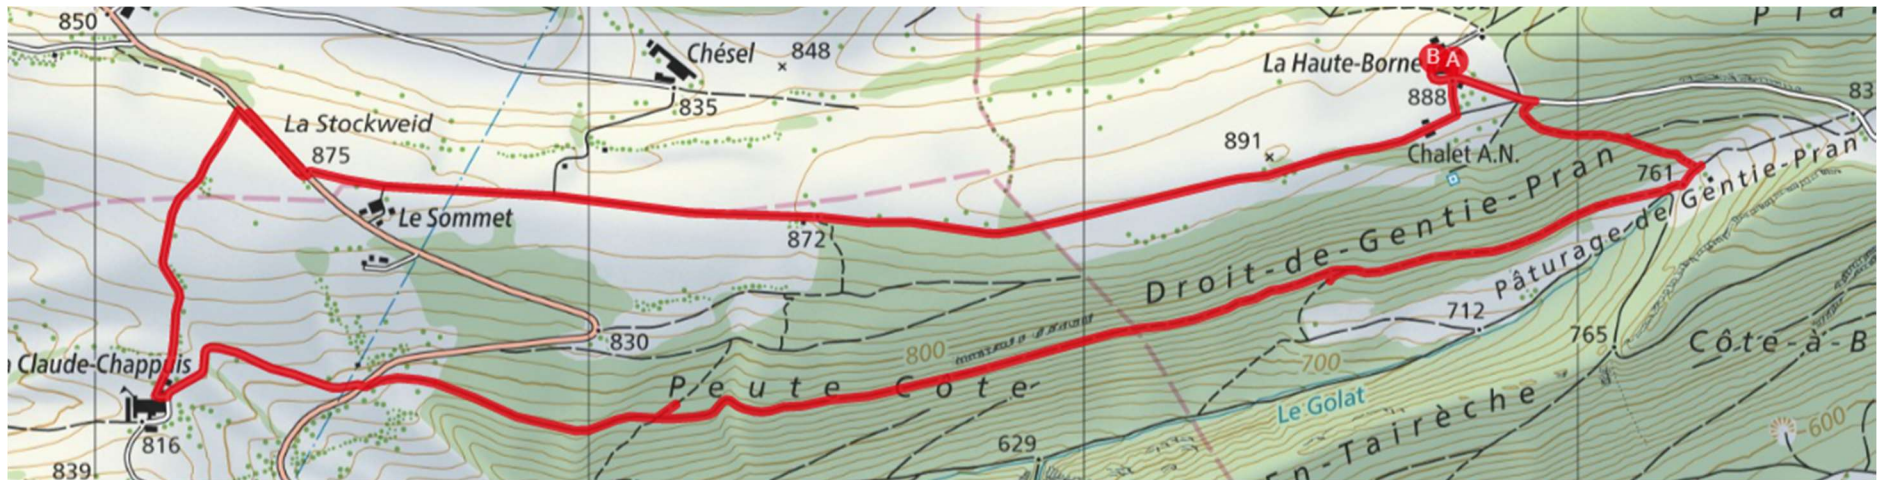 850
Chésel
848
835
La Haute-Borne
B A
888
83
La Stockweid
875
891
Chalet A.N.
761
Le Sommet
872
Droit-de-Gentie-Pran
Pâturage-de-Gentie-Pran
712
765
830
800
700
Claude-Chappuis
Peute Côte
Côte-à-B
Le Golat
En-Tairèche
816
839
629
600